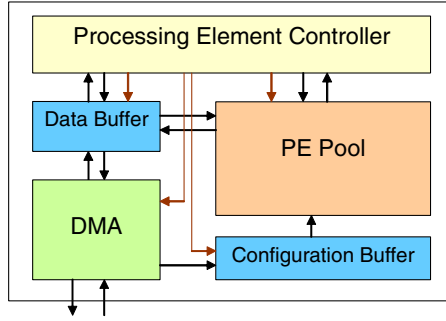 Processing Element Controller
Data Buffer
PE Pool
DMA
Configuration Buffer